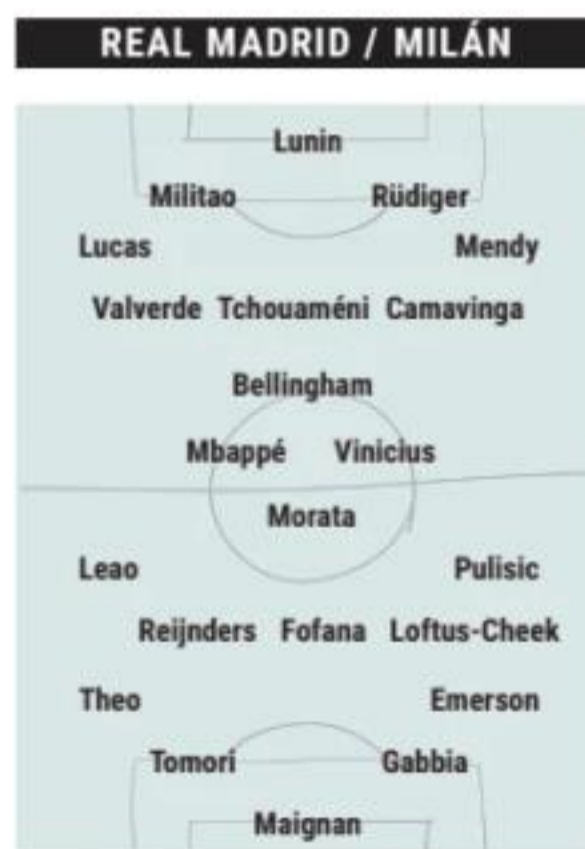 REAL MADRID / MILÁN
Lunin
Militao Rüdiger
Lucas Mendy
Valverde Tchouaméni Camavinga
Bellingham
Mbappé Vinicius
Morata
Leao Pulisic
Reijnders Fofana Loftus-Cheek
Theo Emerson
Tomori Gabbia
Maignan